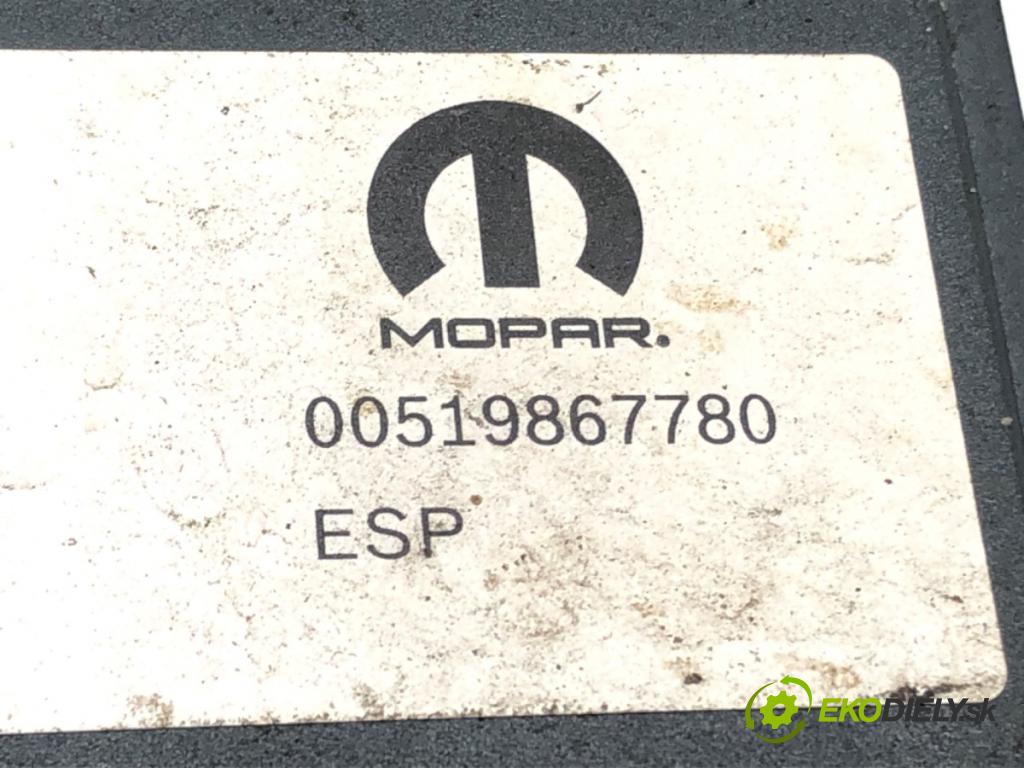 MOPAR.
00519867780
ESP
EKODIELY.sk